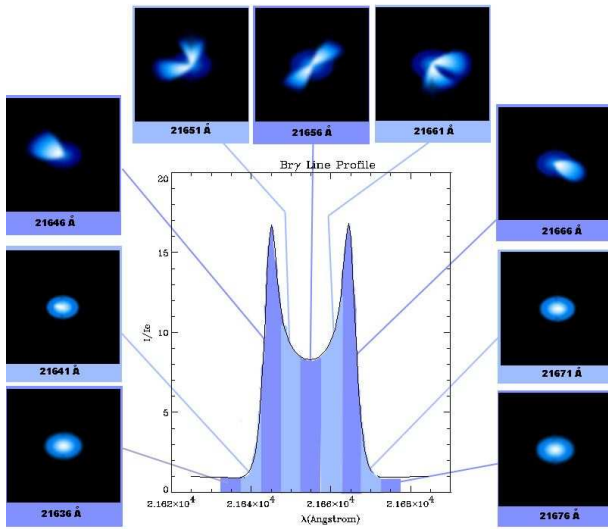 21651 Å
21656 Å
21661 Å
21646 Å
21666 Å
Brγ Line Profile
20
15
10
5
0
I/Ic
21641 Å
21671 Å
21636 Å
21676 Å
2.162×10⁴ 2.164×10⁴ 2.166×10⁴ 2.168×10⁴
λ(Angstrom)